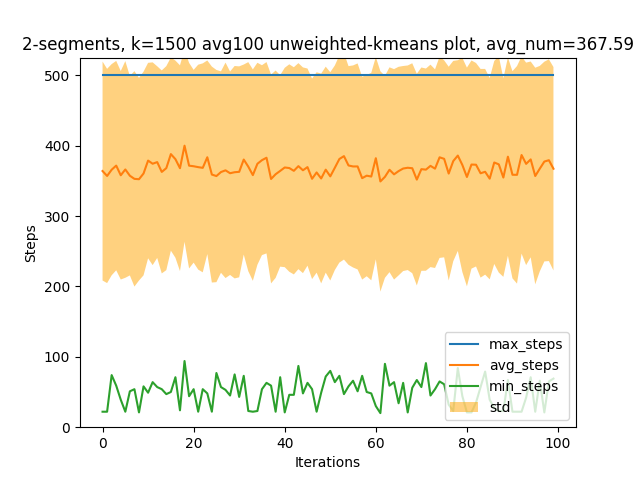 2-segments, k=1500 avg100 unweighted-kmeans plot, avg_num=367.59
Steps
500
400
300
200
100
0
0 20 40 60 80 100
Iterations
max_steps
avg_steps
min_steps
std